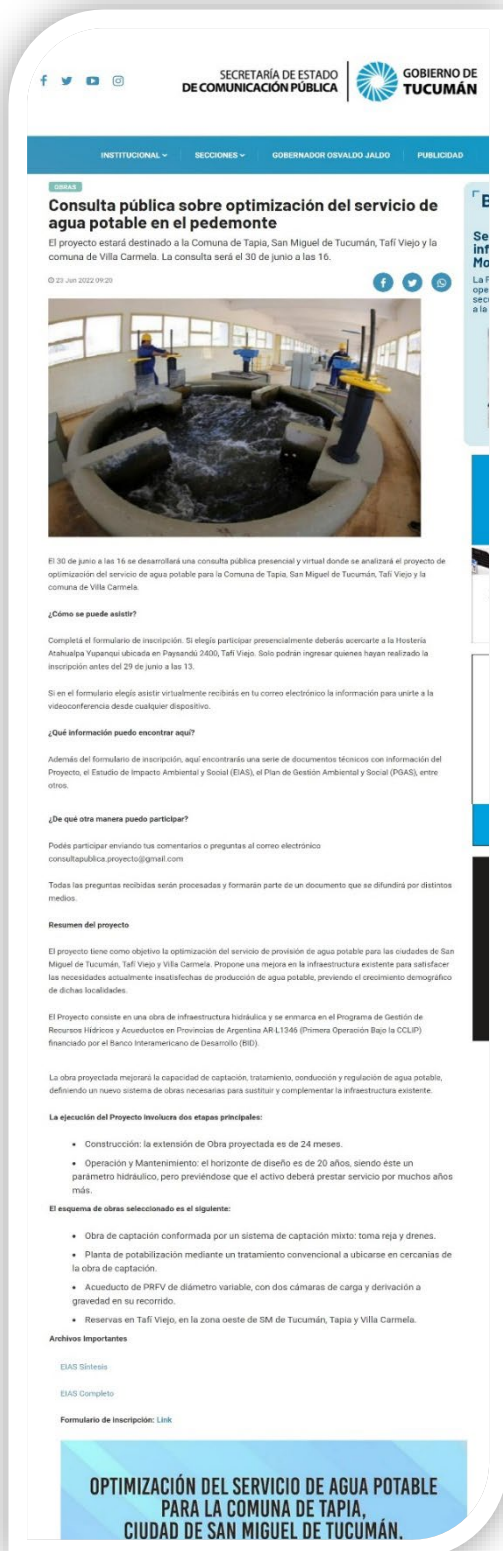 SECRETARÍA DE ESTADO
DE COMUNICACIÓN PÚBLICA
GOBIERNO DE
TUCUMÁN
INSTITUCIONAL
SECCIONES
GOBERNADOR OSVALDO JALDO
PUBLICIDAD
OBRAS
Consulta pública sobre optimización del servicio de
agua potable en el pedemonte
El proyecto estará destinado a la Comuna de Tapia, San Miguel de Tucumán, Tafí Viejo y la
comuna de Villa Carmela. La consulta será el 30 de junio a las 16.
23 Jun 2022 09:20
El 30 de junio a las 16 se desarrollará una consulta pública presencial y virtual donde se analizará el proyecto de
optimización del servicio de agua potable para la Comuna de Tapia, San Miguel de Tucumán, Tafí Viejo y la
comuna de Villa Carmela.
¿Cómo se puede asistir?
Completá el formulario de inscripción. Si elegís participar presencialmente deberás acercarte a la Hostería
Atahualpa Yupanqui ubicada en Paysandú 2400, Tafí Viejo. Solo podrán ingresar quienes hayan realizado la
inscripción antes del 29 de junio a las 13.
Si en el formulario elegís asistir virtualmente recibirás en tu correo electrónico la información para unirte a la
videoconferencia desde cualquier dispositivo.
¿Qué información puedo encontrar aquí?
Además del formulario de inscripción, aquí encontrarás una serie de documentos técnicos con información del
Proyecto, el Estudio de Impacto Ambiental y Social (EIAS), el Plan de Gestión Ambiental y Social (PGAS), entre
otros.
¿De qué otra manera puedo participar?
Podés participar enviando tus comentarios o preguntas al correo electrónico
consultapublica.proyecto@gmail.com
Todas las preguntas recibidas serán procesadas y formarán parte de un documento que se difundirá por distintos
medios.
Resumen del proyecto
El proyecto tiene como objetivo la optimización del servicio de provisión de agua potable para las ciudades de San
Miguel de Tucumán, Tafí Viejo y Villa Carmela. Propone una mejora en la infraestructura existente para satisfacer
las necesidades actualmente insatisfechas de producción de agua potable, previendo el crecimiento demográfico
de dichas localidades.
El Proyecto consiste en una obra de infraestructura hidráulica y se enmarca en el Programa de Gestión de
Recursos Hídricos y Acueductos en Provincias de Argentina AR-L1346 (Primera Operación Bajo la CCLIP)
financiado por el Banco Interamericano de Desarrollo (BID).
La obra proyectada mejorará la capacidad de captación, tratamiento, conducción y regulación de agua potable,
definiendo un nuevo sistema de obras necesarias para sustituir y complementar la infraestructura existente.
La ejecución del Proyecto involucra dos etapas principales:
• Construcción: la extensión de Obra proyectada es de 24 meses.
• Operación y Mantenimiento: el horizonte de diseño es de 20 años, siendo éste un
parámetro hidráulico, pero previéndose que el activo deberá prestar servicio por muchos años
más.
El esquema de obras seleccionado es el siguiente:
• Obra de captación conformada por un sistema de captación mixto: toma reja y drenes.
• Planta de potabilización mediante un tratamiento convencional a ubicarse en cercanías de
la obra de captación.
• Acueducto de PRFV de diámetro variable, con dos cámaras de carga y derivación a
gravedad en su recorrido.
• Reservas en Tafí Viejo, en la zona oeste de SM de Tucumán, Tapia y Villa Carmela.
Archivos Importantes
EIAS Síntesis
EIAS Completo
Formulario de inscripción: Link
OPTIMIZACIÓN DEL SERVICIO DE AGUA POTABLE
PARA LA COMUNA DE TAPIA,
CIUDAD DE SAN MIGUEL DE TUCUMÁN,